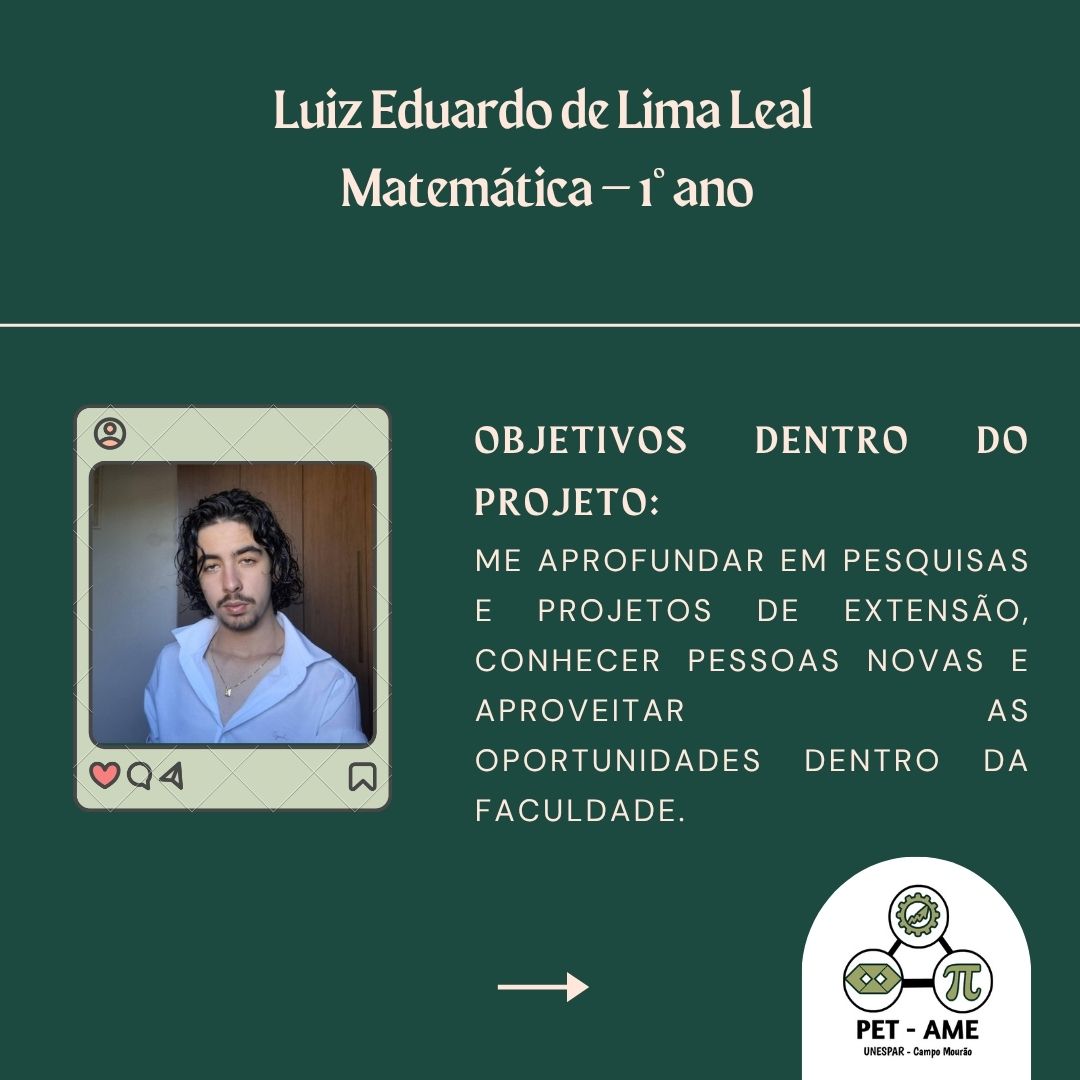 Luiz Eduardo de Lima Leal
Matemática – 1° ano
OBJETIVOS DENTRO DO
PROJETO:
ME APROFUNDAR EM PESQUISAS
E PROJETOS DE EXTENSÃO,
CONHECER PESSOAS NOVAS E
APROVEITAR AS
OPORTUNIDADES DENTRO DA
FACULDADE.
π
PET - AME
UNESPAR - Campo Mourão